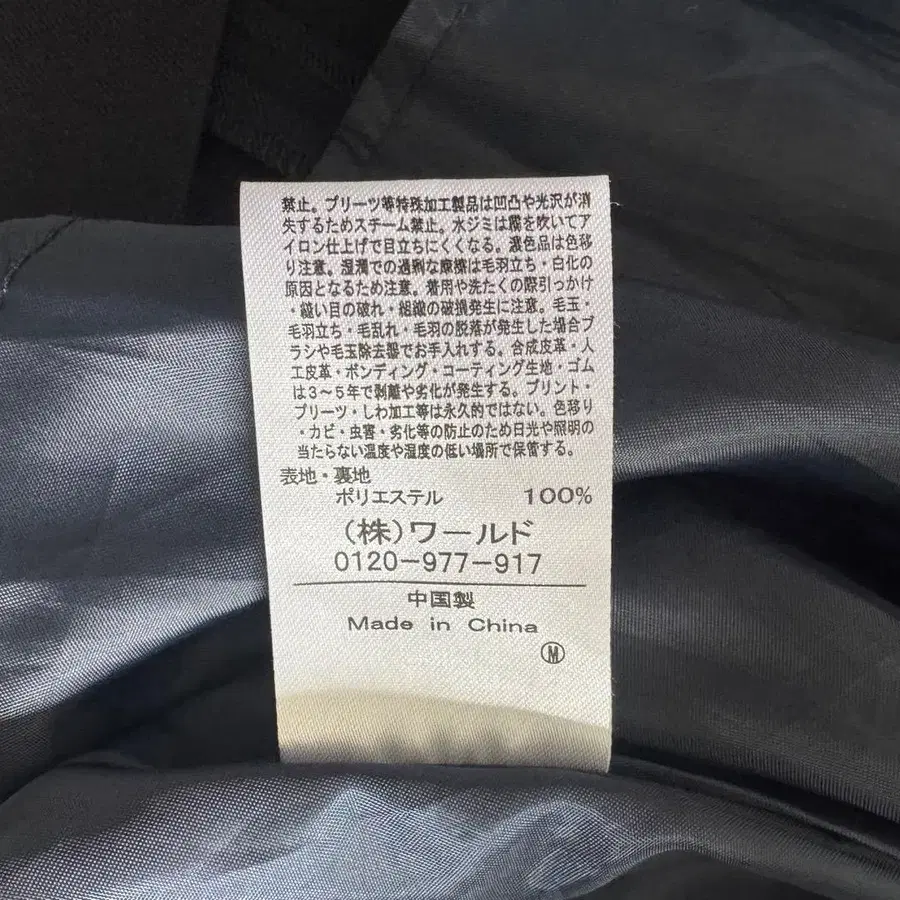 禁止。プリーツ等特殊加工製品は凹凸や光沢が消
失するためスチーム禁止。水ジミは霧を吹いてア
イロン仕上げで目立ちにくくなる。濃色品は色移
り注意。湿潤での過剰な摩擦は毛羽立ち・白化の
原因となるため注意。着用や洗たくの際引っかけ
・縫い目の破れ・組織の破損発生に注意。毛玉・
毛羽立ち・毛乱れ・毛羽の脱落が発生した場合ブ
ラシや毛玉除去器でお手入れする。合成皮革・人
工皮革・ボンディング・コーティング生地・ゴム
は3〜5年で剥離や劣化が発生する。プリント・
プリーツ・しわ加工等は永久的ではない。色移り
・カビ・虫害・劣化等の防止のため日光や照明の
当たらない温度や湿度の低い場所で保管する。
表地・裏地
ポリエステル 100%
(株)ワールド
0120-977-917
中国製
Made in China
Ⓜ